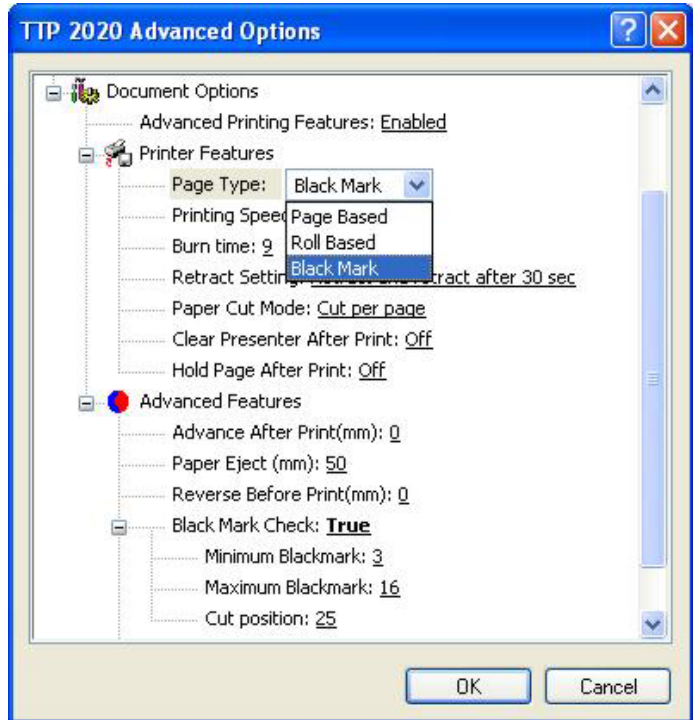 TTP 2020 Advanced Options
Document Options
Advanced Printing Features: Enabled
Printer Features
Page Type: Black Mark
Printing Speed
Page Based
Burn time: 9
Roll Based
Black Mark
Retract Setting: retract after 30 sec
Paper Cut Mode: Cut per page
Clear Presenter After Print: Off
Hold Page After Print: Off
Advanced Features
Advance After Print(mm): 0
Paper Eject (mm): 50
Reverse Before Print(mm): 0
Black Mark Check: True
Minimum Blackmark: 3
Maximum Blackmark: 16
Cut position: 25
OK Cancel